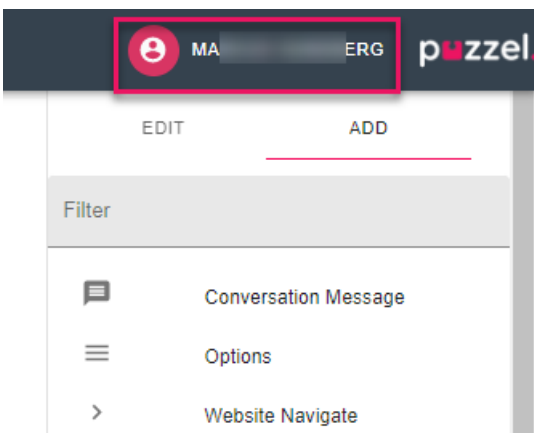 MA ERG puzzel.
EDIT ADD
Filter
Conversation Message
Options
Website Navigate